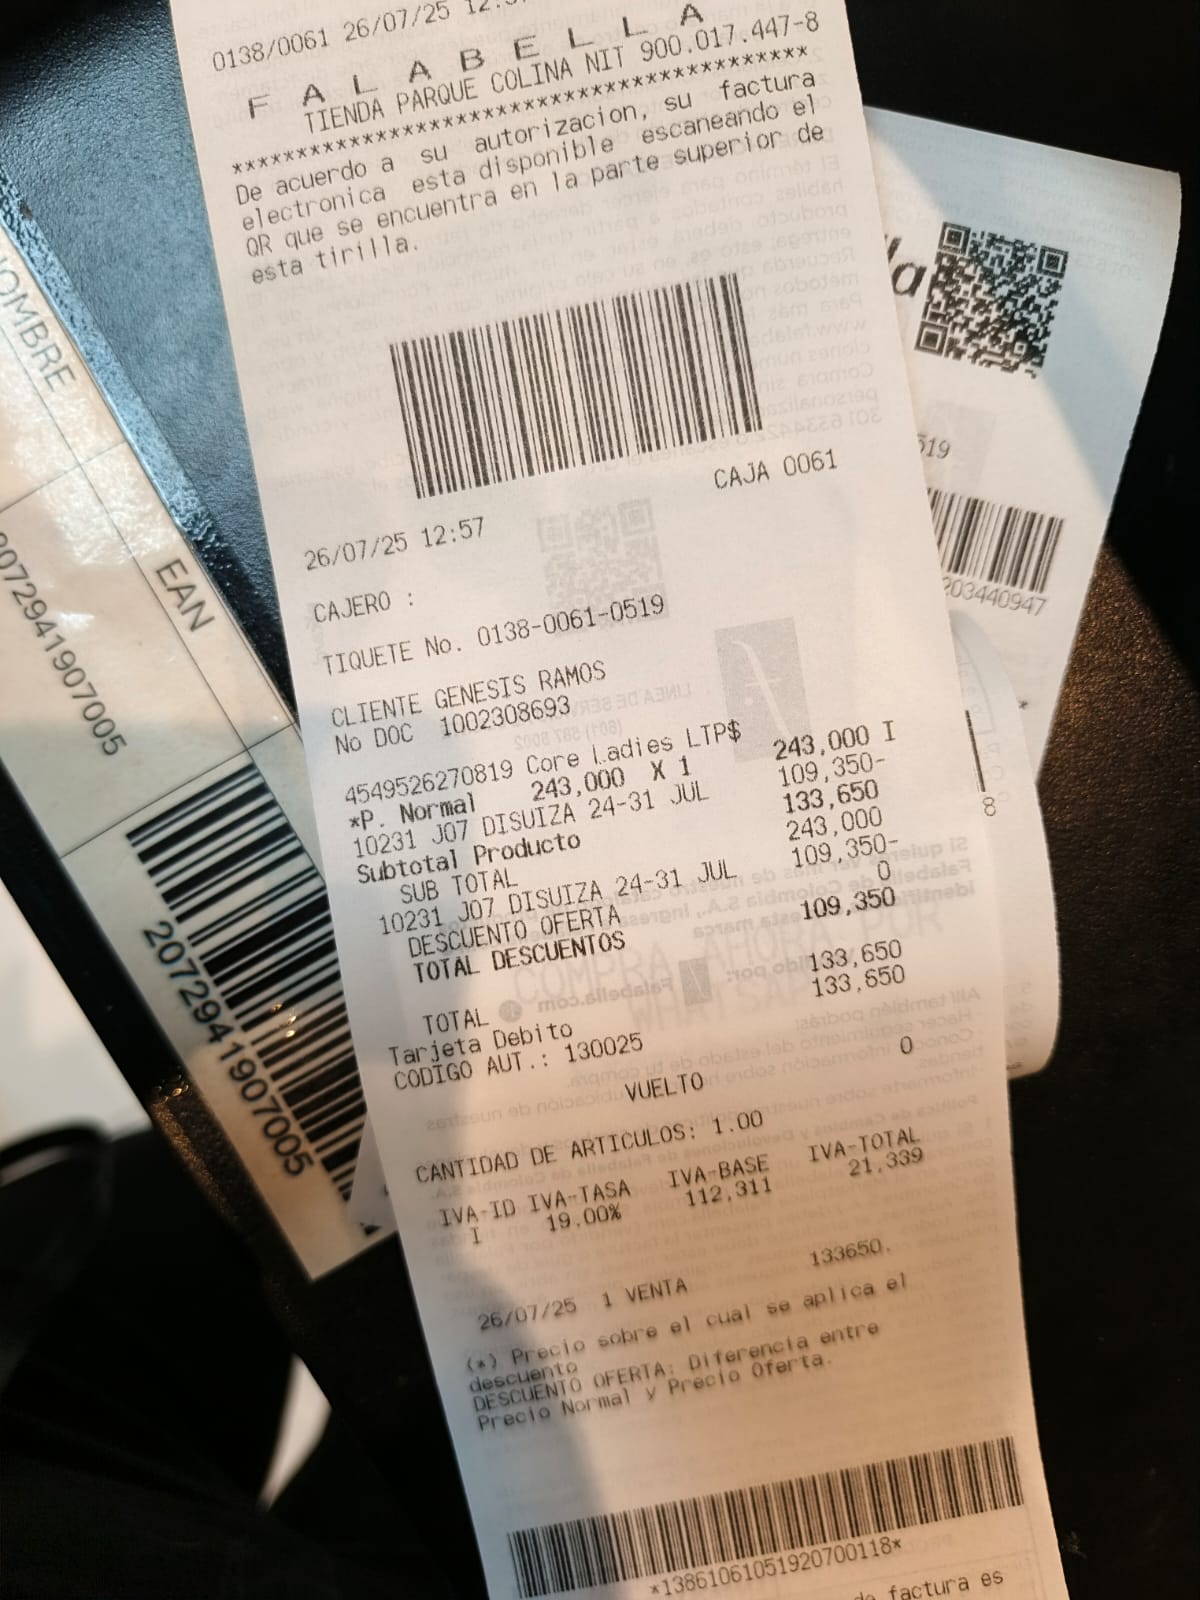 0138/0061 26/07/25
F A L A B E L L A
TIENDA PARQUE COLINA NIT 900.017.447-8
De acuerdo a su autorizacion, su factura
electronica esta disponible escaneando el
QR que se encuentra en la parte superior de
esta tirilla.
CAJA 0061
26/07/25 12:57
CAJERO :
TIQUETE No. 0138-0061-0519
CLIENTE GENESIS RAMOS
No DOC 1002308693
4549526270819 Core Ladies LTP$ 243,000 I
*P. Normal 243,000 X 1
10231 J07 DISUIZA 24-31 JUL 109,350-
Subtotal Producto 133,650
SUB TOTAL 243,000
10231 J07 DISUIZA 24-31 JUL 109,350-
DESCUENTO OFERTA 0
TOTAL DESCUENTOS 109,350
TOTAL 133,650
Tarjeta Debito 133,650
CODIGO AUT.: 130025
VUELTO 0
CANTIDAD DE ARTICULOS: 1.00
IVA-ID IVA-TASA IVA-BASE IVA-TOTAL
I 19.00% 112,311 21,339
26/07/25 1 VENTA 133650.
(*) Precio sobre el cual se aplica el
descuento
DESCUENTO OFERTA: Diferencia entre
Precio Normal y Precio Oferta.
*13861061051920700118*
factura es
EAN
2072941907005
203440947
519
8